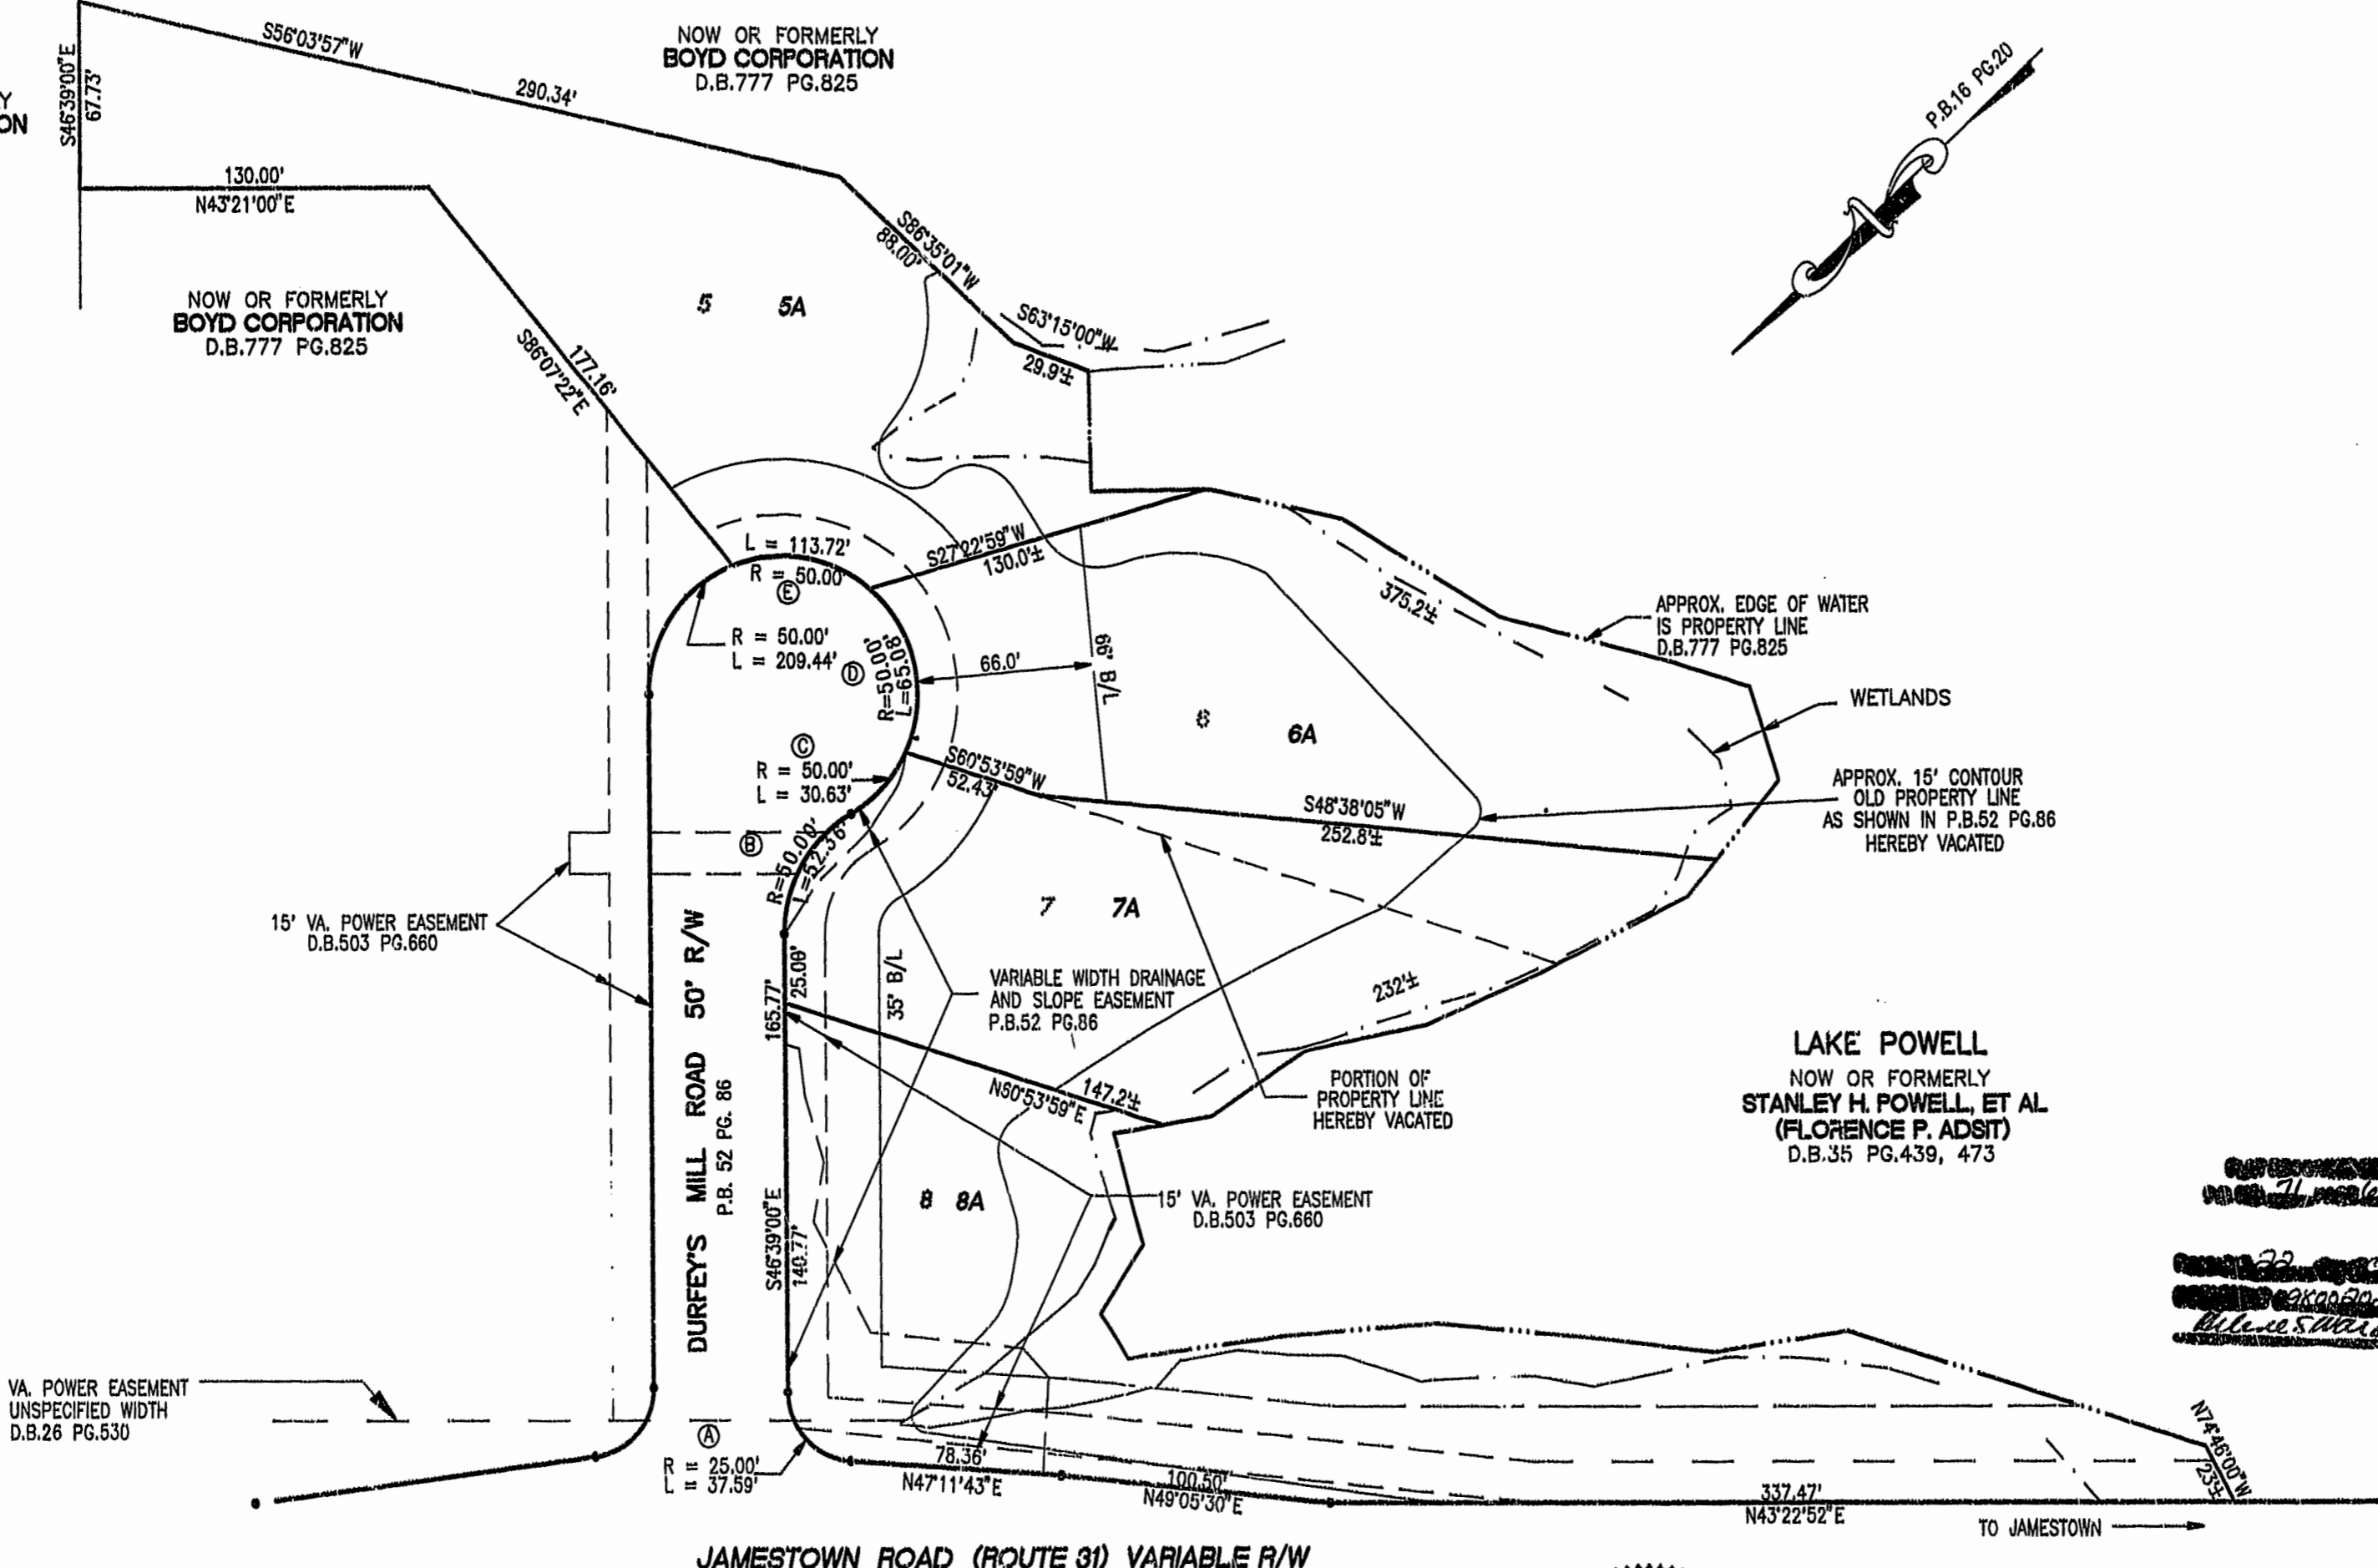 S56°03'57"W
290.34'
S46°39'00"E
67.73'
Y
ON
NOW OR FORMERLY
BOYD CORPORATION
D.B.777 PG.825
P.B.16 PG.20
130.00'
N43°21'00"E
NOW OR FORMERLY
BOYD CORPORATION
D.B.777 PG.825
177.16'
S86°07'22"E
5 5A
S86°35'01"W
88.00'
S63°15'00"W
29.9'±
L = 113.72'
R = 50.00'
E
S27°22'59"W
130.0'±
375.2'±
R = 50.00'
L = 209.44'
D
R=50.00'
L=65.08'
66.0'
66' B/L
APPROX. EDGE OF WATER
IS PROPERTY LINE
D.B.777 PG.825
WETLANDS
6 6A
C
R = 50.00'
L = 30.63'
S60°53'59"W
52.43'
S48°38'05"W
252.8'±
APPROX. 15' CONTOUR
OLD PROPERTY LINE
AS SHOWN IN P.B.52 PG.86
HEREBY VACATED
B
R=50.00'
L=52.36'
7 7A
15' VA. POWER EASEMENT
D.B.503 PG.660
DURFEY'S MILL ROAD 50' R/W
P.B. 52 PG. 86
165.77'
25.00'
35' B/L
VARIABLE WIDTH DRAINAGE
AND SLOPE EASEMENT
P.B.52 PG.86
232'±
N60°53'59"E
147.2'±
PORTION OF
PROPERTY LINE
HEREBY VACATED
LAKE POWELL
NOW OR FORMERLY
STANLEY H. POWELL, ET AL
(FLORENCE P. ADSIT)
D.B.35 PG.439, 473
8 8A
15' VA. POWER EASEMENT
D.B.503 PG.660
S46°39'00"E
140.77'
71
22
VA. POWER EASEMENT
UNSPECIFIED WIDTH
D.B.26 PG.530
A
R = 25.00'
L = 37.59'
78.36'
N47°11'43"E
100.50'
N49°05'30"E
337.47'
N43°22'52"E
N74°46'00"W
23'±
TO JAMESTOWN
JAMESTOWN ROAD (ROUTE 31) VARIABLE R/W